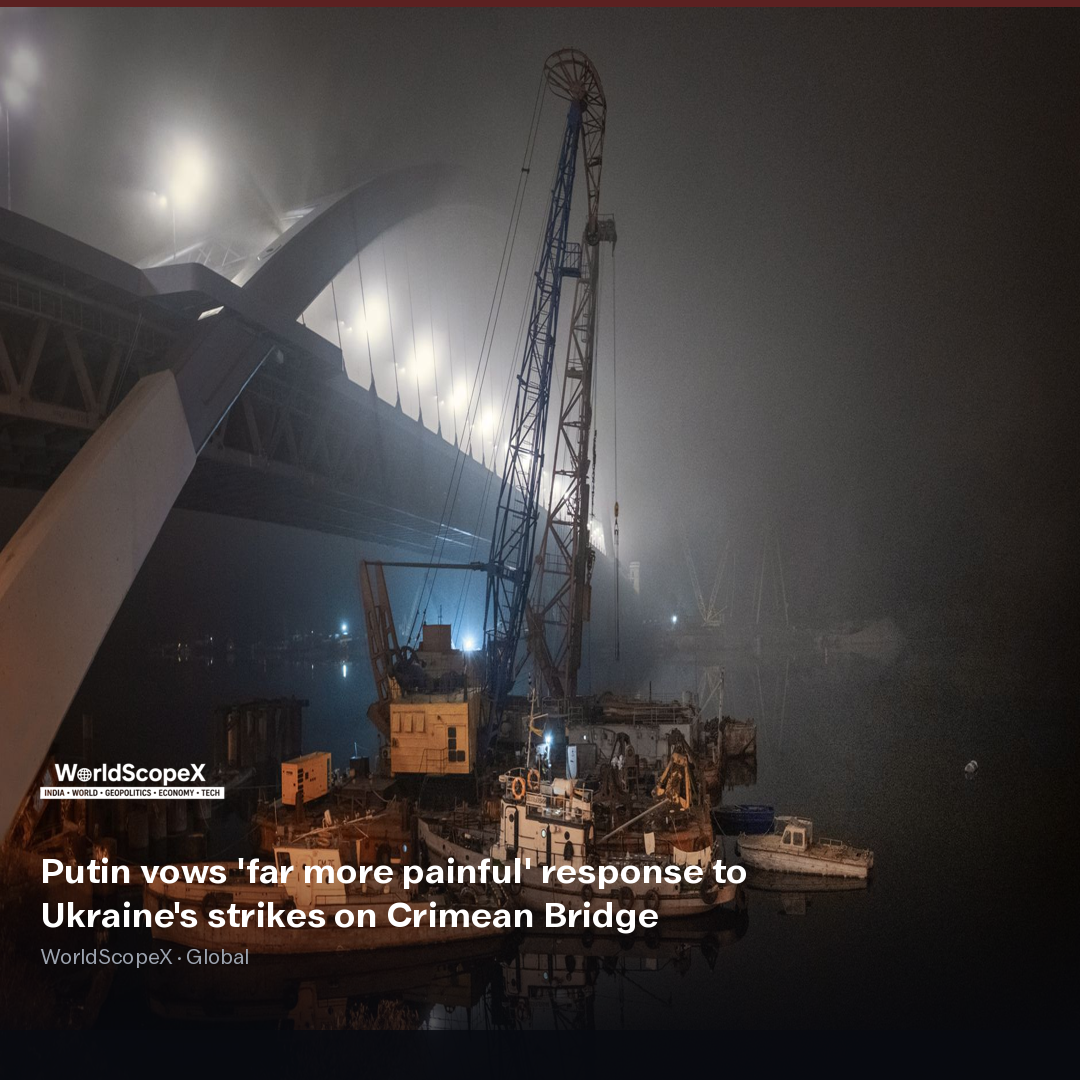 WorldScopeX
INDIA • WORLD • GEOPOLITICS • ECONOMY • TECH
Putin vows 'far more painful' response to
Ukraine's strikes on Crimean Bridge
WorldScopeX · Global